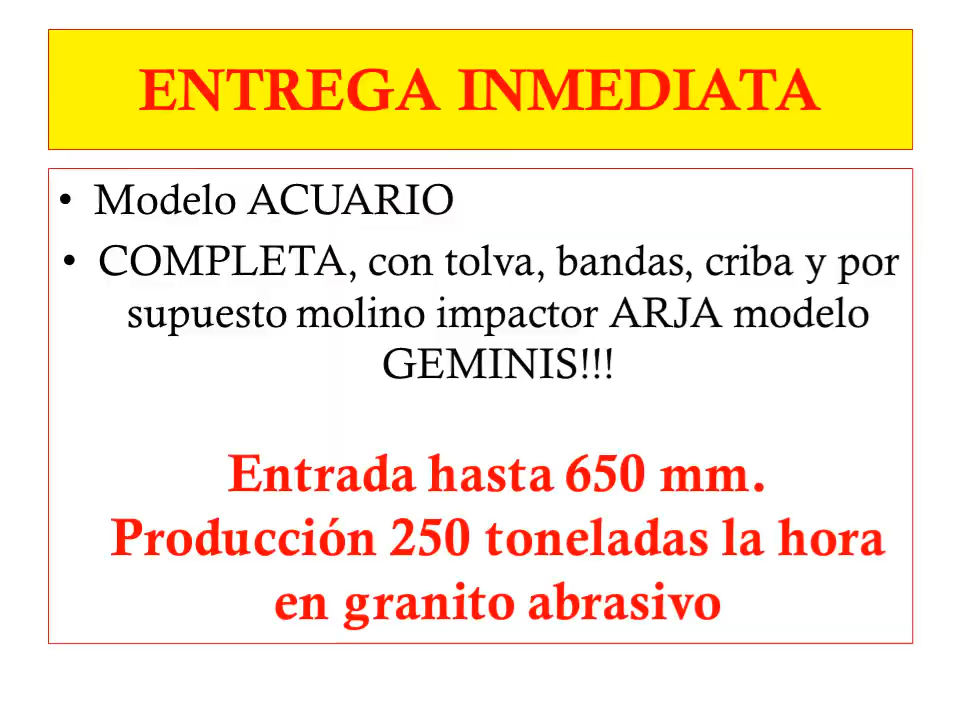 ENTREGA INMEDIATA
• Modelo ACUARIO
• COMPLETA, con tolva, bandas, criba y por
supuesto molino impactor ARJA modelo
GEMINIS!!!
Entrada hasta 650 mm.
Producción 250 toneladas la hora
en granito abrasivo